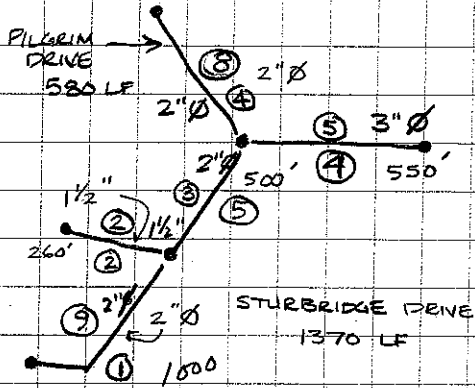 PILGRIM
DRIVE
580 LF
8 2"Ø
2"Ø 4
5 3"Ø
4 550'
2"Ø 500'
3 5
1½"
2 1½"
260' 2
9 2"Ø 2"Ø
1 1000
STURBRIDGE DRIVE
1370 LF